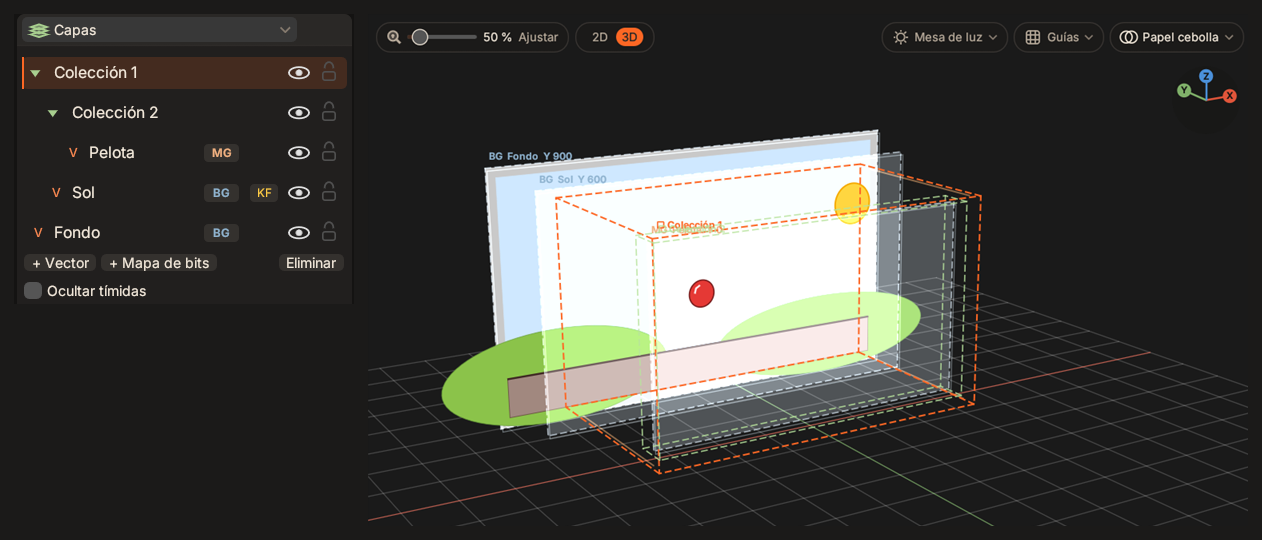 Capas
50 % Ajustar
2D 3D
Mesa de luz
Guías
Papel cebolla
Colección 1
Colección 2
V Pelota MG
V Sol BG KF
V Fondo BG
+ Vector + Mapa de bits Eliminar
Ocultar tímidas
Z
Y
X
BG Fondo Y 900
BG Sol Y 600
Colección 1